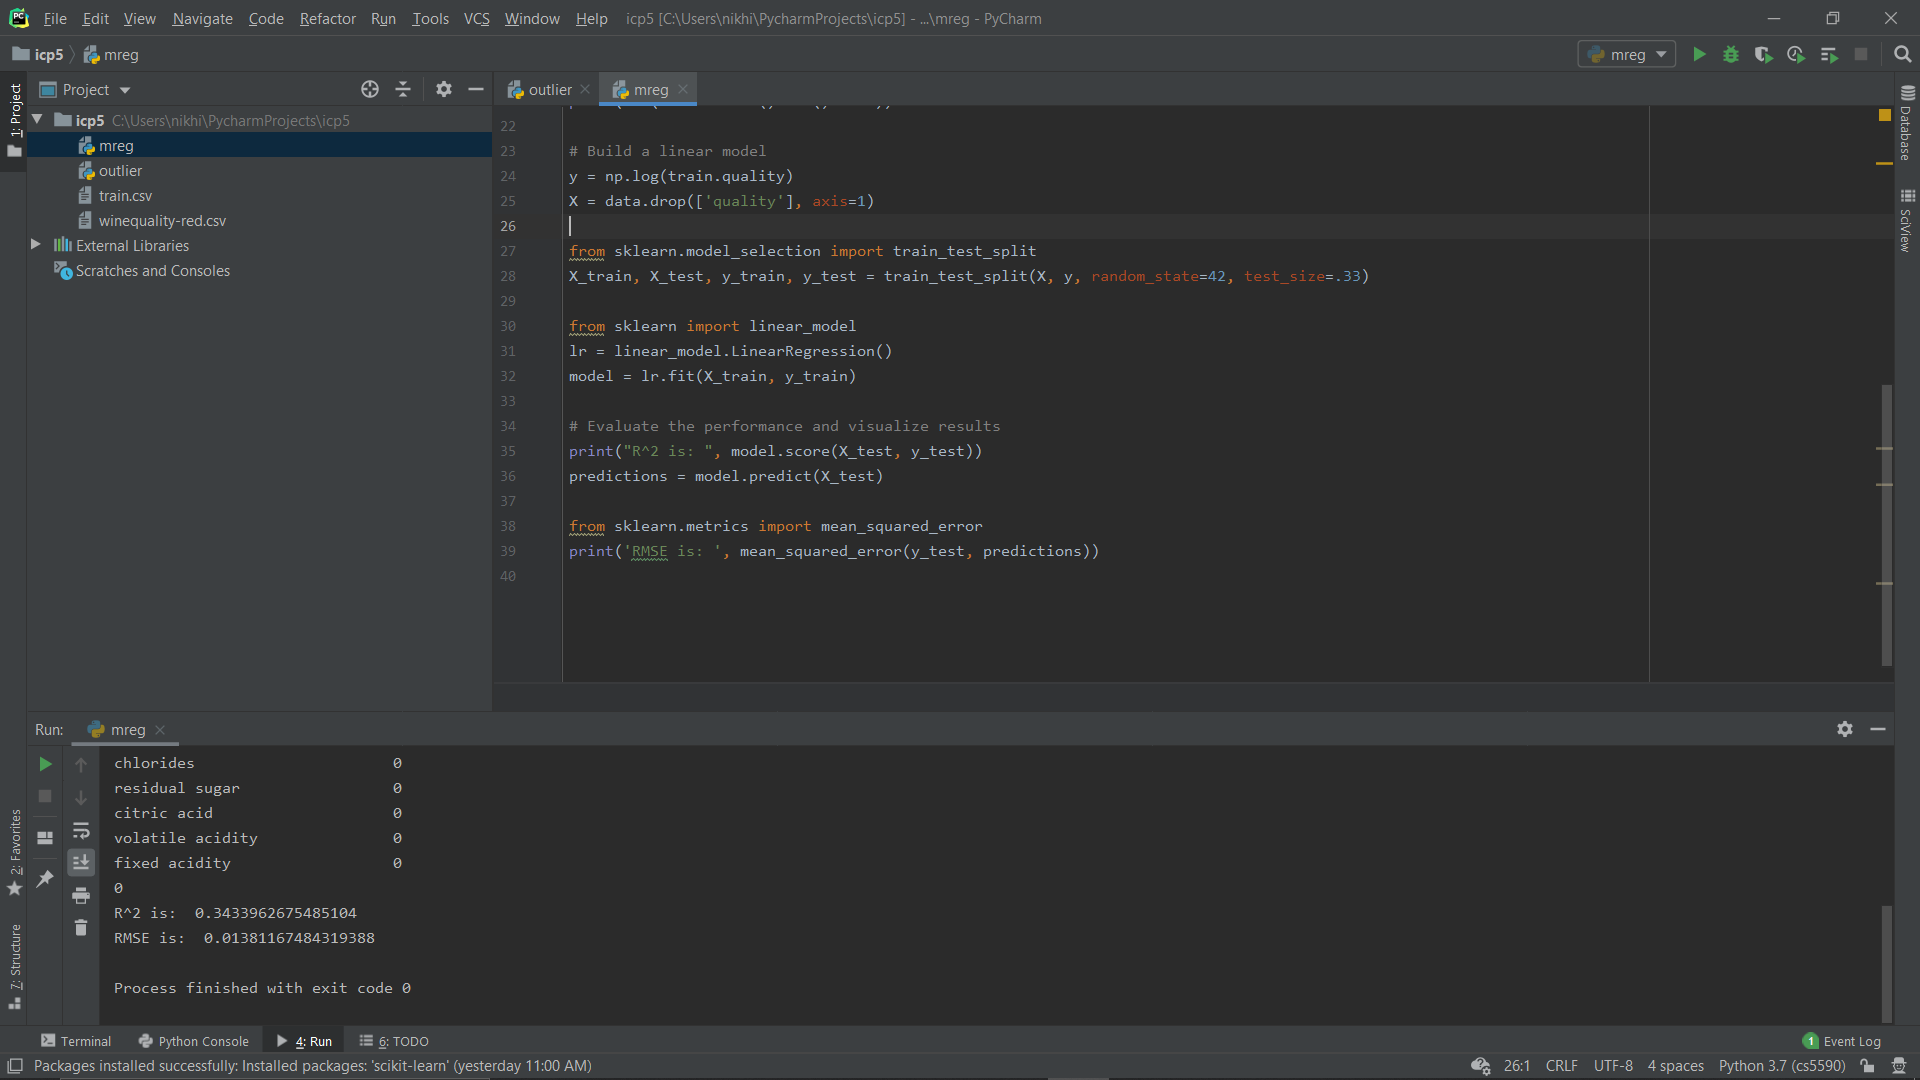 File Edit View Navigate Code Refactor Run Tools VCS Window Help icp5 [C:\Users\nikhi\PycharmProjects\icp5] - ...\mreg - PyCharm
icp5 mreg
mreg
1: Project
Project
outlier
mreg
icp5 C:\Users\nikhi\PycharmProjects\icp5
mreg
outlier
train.csv
winequality-red.csv
External Libraries
Scratches and Consoles
22
23 # Build a linear model
24 y = np.log(train.quality)
25 X = data.drop(['quality'], axis=1)
26
27 from sklearn.model_selection import train_test_split
28 X_train, X_test, y_train, y_test = train_test_split(X, y, random_state=42, test_size=.33)
29
30 from sklearn import linear_model
31 lr = linear_model.LinearRegression()
32 model = lr.fit(X_train, y_train)
33
34 # Evaluate the performance and visualize results
35 print("R^2 is: ", model.score(X_test, y_test))
36 predictions = model.predict(X_test)
37
38 from sklearn.metrics import mean_squared_error
39 print('RMSE is: ', mean_squared_error(y_test, predictions))
40
Database
SciView
Run: mreg
chlorides 0
residual sugar 0
citric acid 0
volatile acidity 0
fixed acidity 0
0
R^2 is:  0.3433962675485104
RMSE is:  0.01381167484319388
Process finished with exit code 0
2: Favorites
7: Structure
Terminal Python Console 4: Run 6: TODO
1 Event Log
Packages installed successfully: Installed packages: 'scikit-learn' (yesterday 11:00 AM)
26:1 CRLF UTF-8 4 spaces Python 3.7 (cs5590)